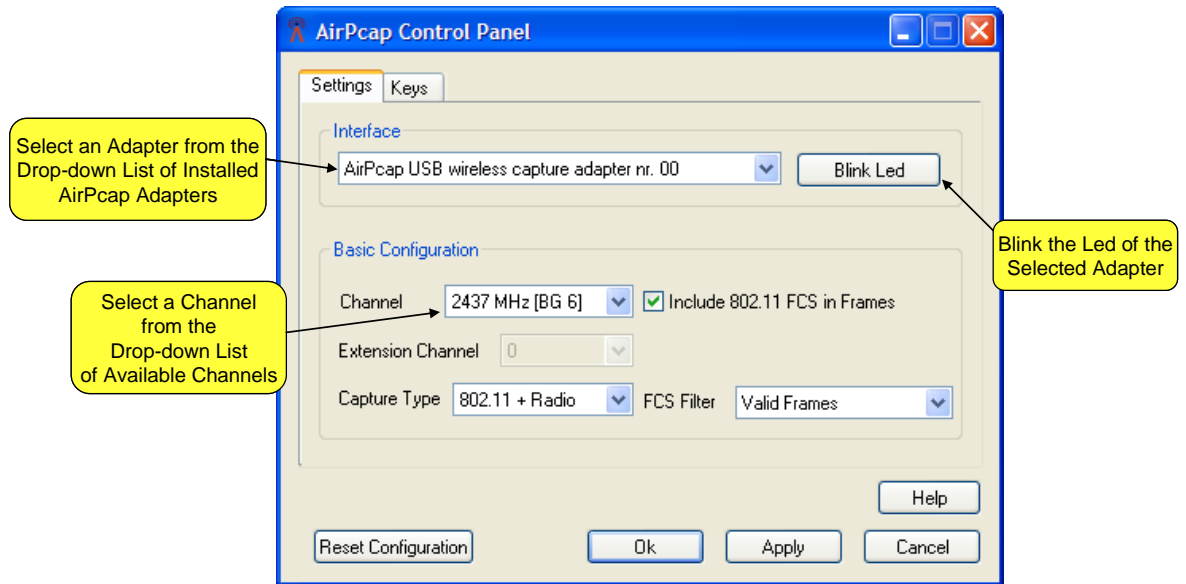 AirPcap Control Panel
Settings
Keys
Interface
Select an Adapter from the
Drop-down List of Installed
AirPcap Adapters
AirPcap USB wireless capture adapter nr. 00
Blink Led
Blink the Led of the
Selected Adapter
Basic Configuration
Select a Channel
from the
Drop-down List
of Available Channels
Channel
2437 MHz [BG 6]
Include 802.11 FCS in Frames
Extension Channel
0
Capture Type
802.11 + Radio
FCS Filter
Valid Frames
Help
Reset Configuration
Ok
Apply
Cancel